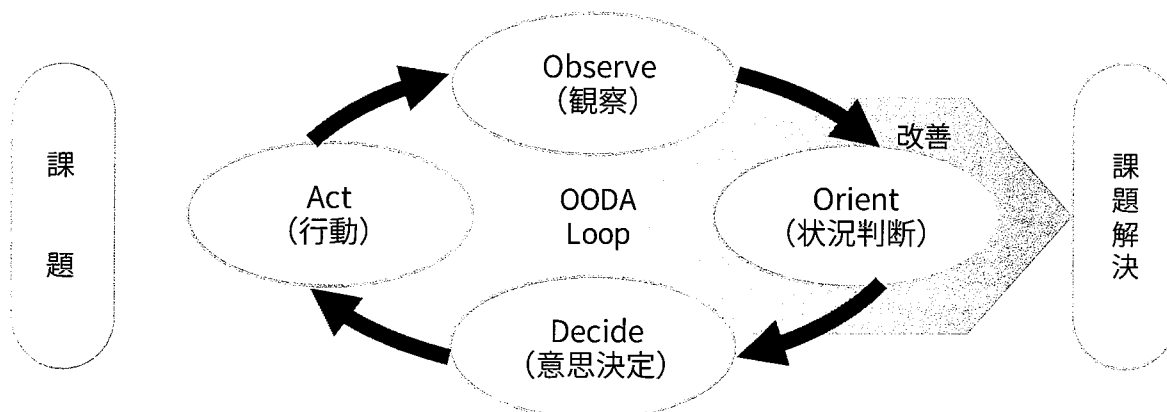 課題
Observe
（観察）
改善
Act
（行動）
OODA
Loop
Orient
（状況判断）
Decide
（意思決定）
課題解決